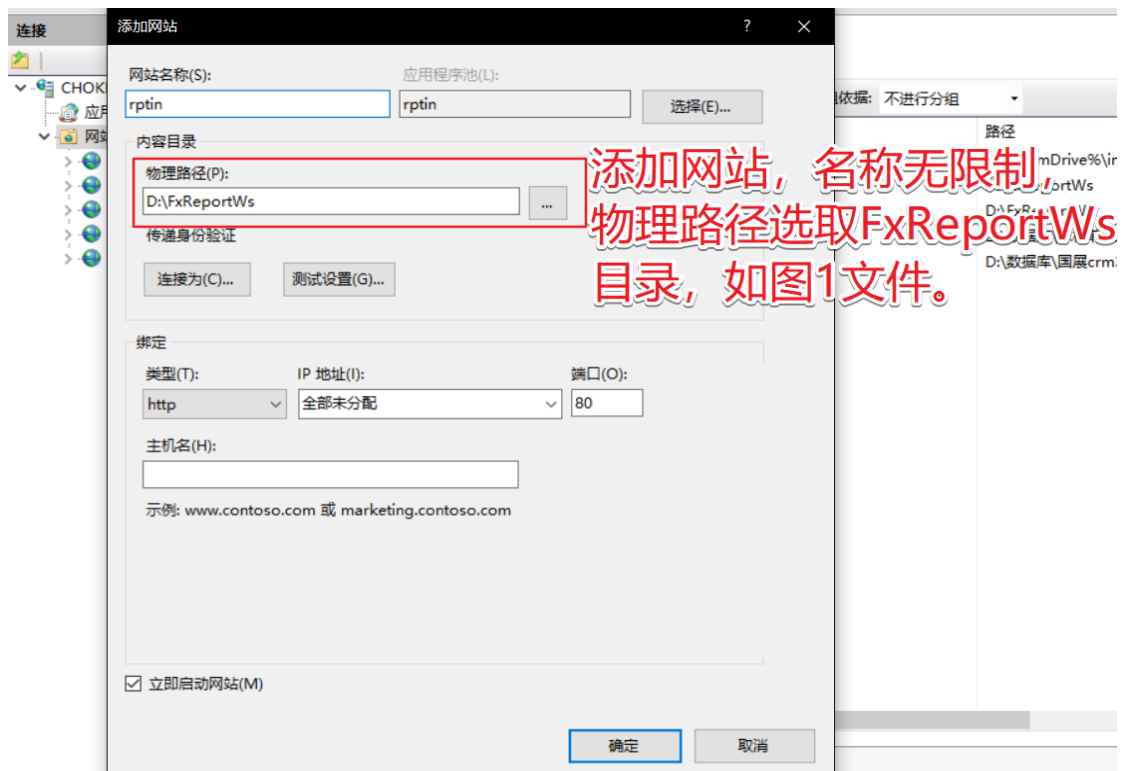 连接
添加网站
?
CHOKI
应用
网站
网站名称(S):
应用程序池(L):
rptin
rptin
选择(E)...
依据:
不进行分组
内容目录
路径
物理路径(P):
D:\FxReportWs
...
mDrive%\in
ortWs
D:\FxReportWs
D:\数据库\国展crm
添加网站，名称无限制，
物理路径选取FxReportWs
目录，如图1文件。
传递身份验证
连接为(C)...
测试设置(G)...
绑定
类型(T):
IP 地址(I):
端口(O):
http
全部未分配
80
主机名(H):
示例: www.contoso.com 或 marketing.contoso.com
立即启动网站(M)
确定
取消